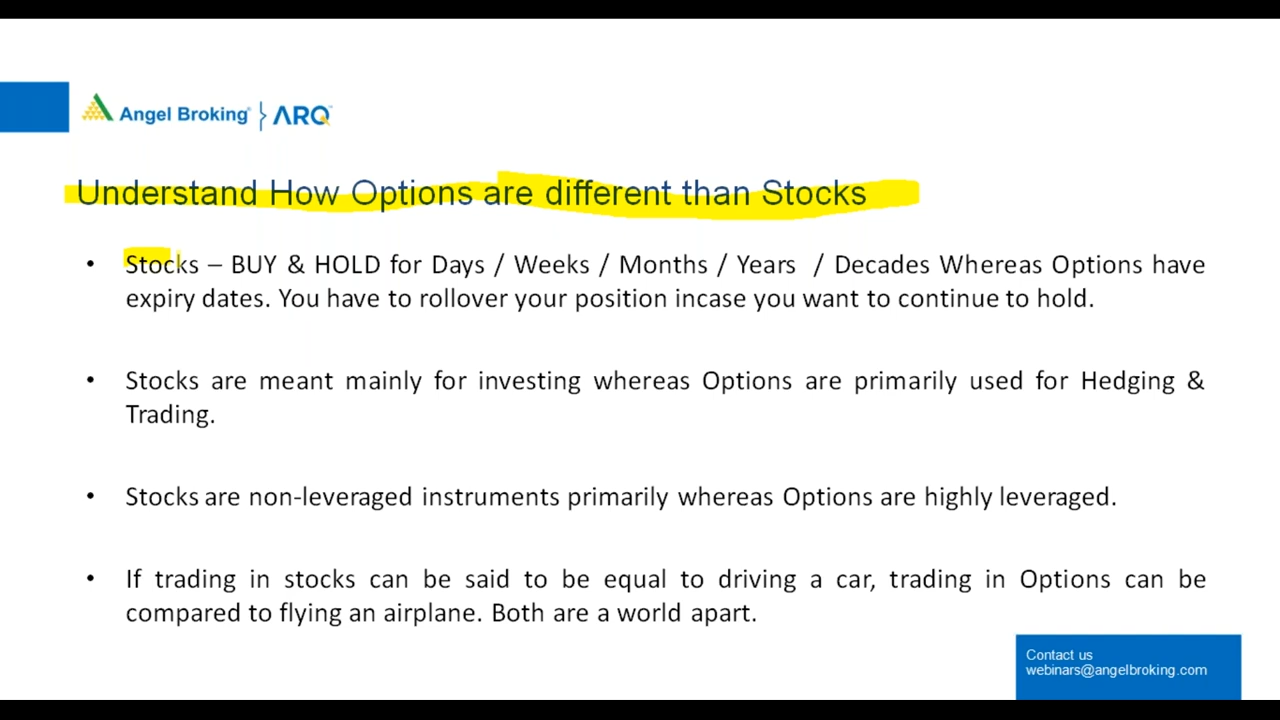 Angel Broking ARQ
Understand How Options are different than Stocks
• Stocks – BUY & HOLD for Days / Weeks / Months / Years / Decades Whereas Options have
expiry dates. You have to rollover your position incase you want to continue to hold.
• Stocks are meant mainly for investing whereas Options are primarily used for Hedging &
Trading.
• Stocks are non-leveraged instruments primarily whereas Options are highly leveraged.
• If trading in stocks can be said to be equal to driving a car, trading in Options can be
compared to flying an airplane. Both are a world apart.
Contact us
webinars@angelbroking.com